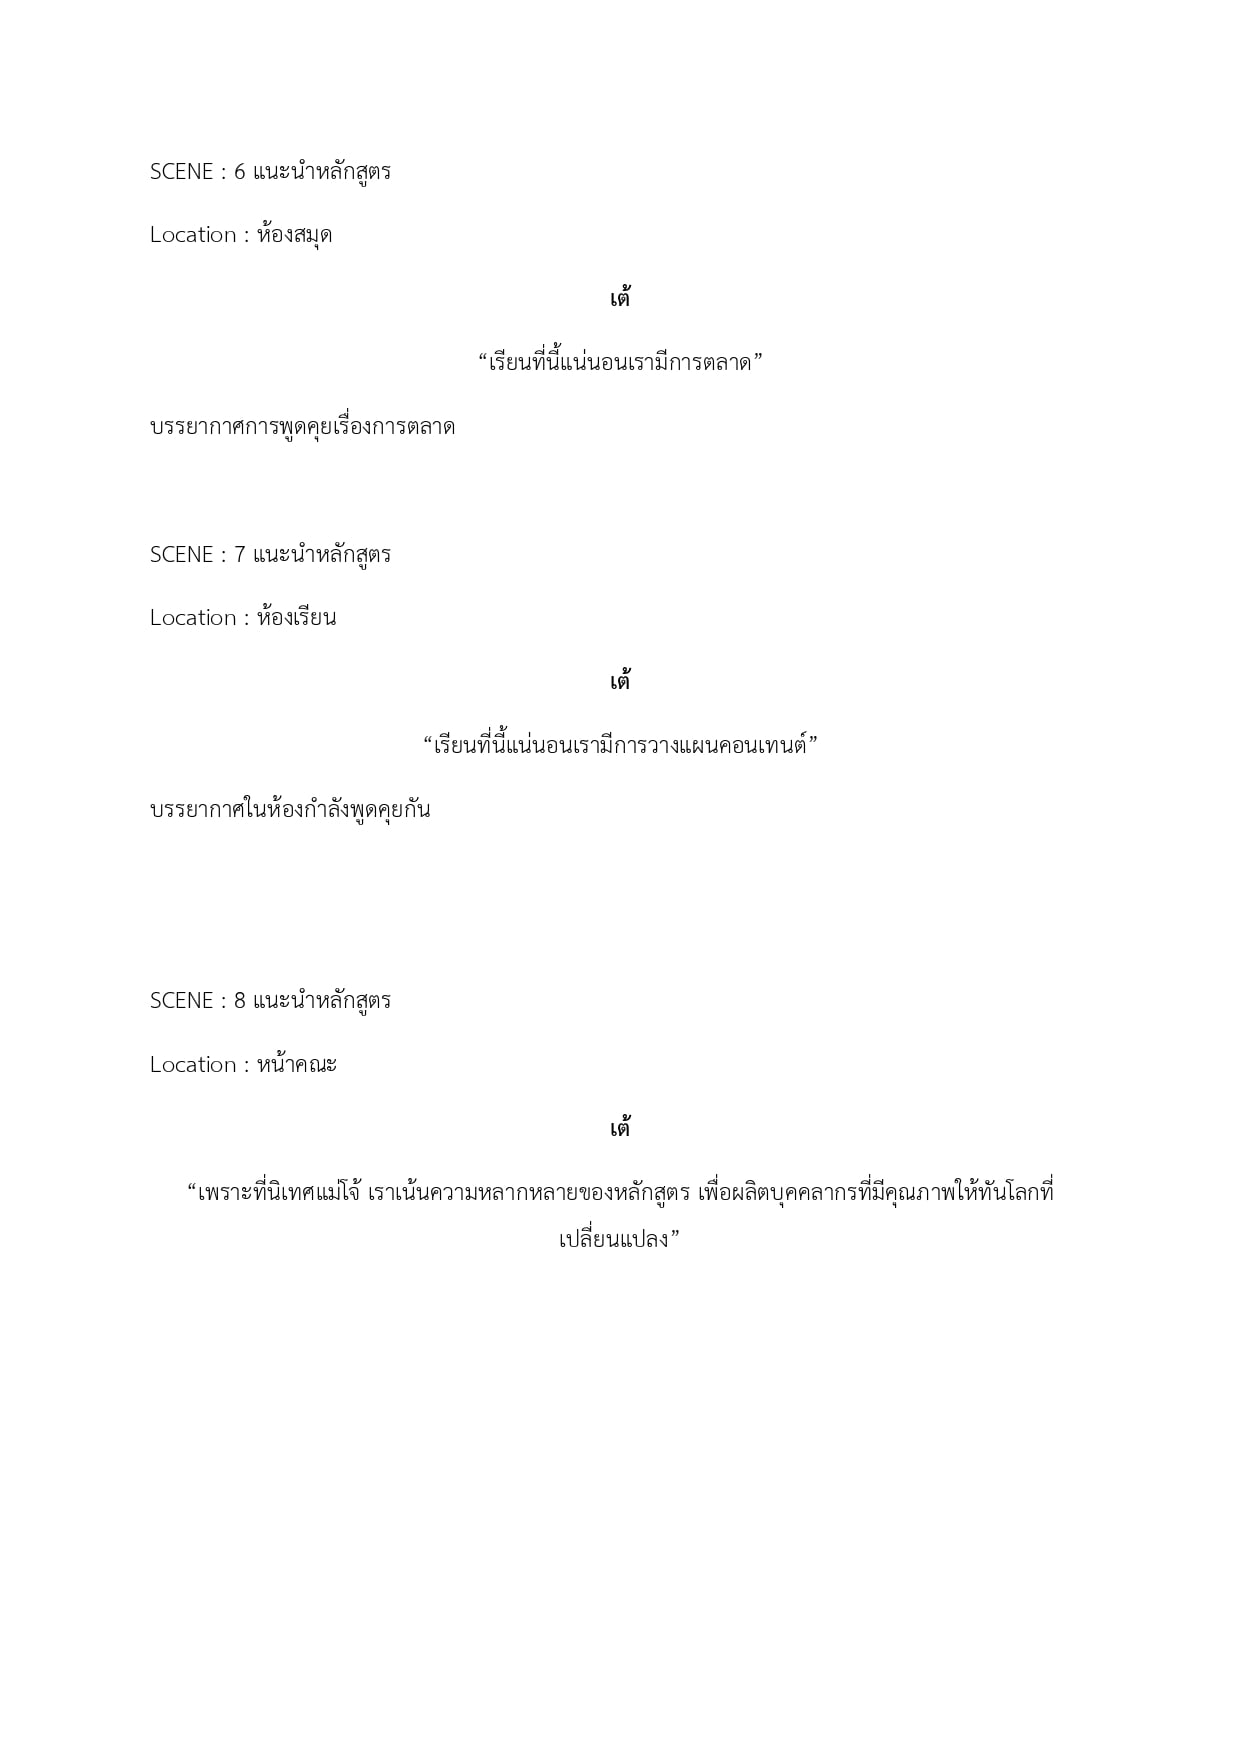 SCENE : 6 แนะนำหลักสูตร
Location : ห้องสมุด
เต้
“เรียนที่นี้แน่นอนเรามีการตลาด”
บรรยากาศการพูดคุยเรื่องการตลาด
SCENE : 7 แนะนำหลักสูตร
Location : ห้องเรียน
เต้
“เรียนที่นี้แน่นอนเรามีการวางแผนคอนเทนต์”
บรรยากาศในห้องกำลังพูดคุยกัน
SCENE : 8 แนะนำหลักสูตร
Location : หน้าคณะ
เต้
“เพราะที่นิเทศแม่โจ้ เราเน้นความหลากหลายของหลักสูตร เพื่อผลิตบุคคลากรที่มีคุณภาพให้ทันโลกที่
เปลี่ยนแปลง”